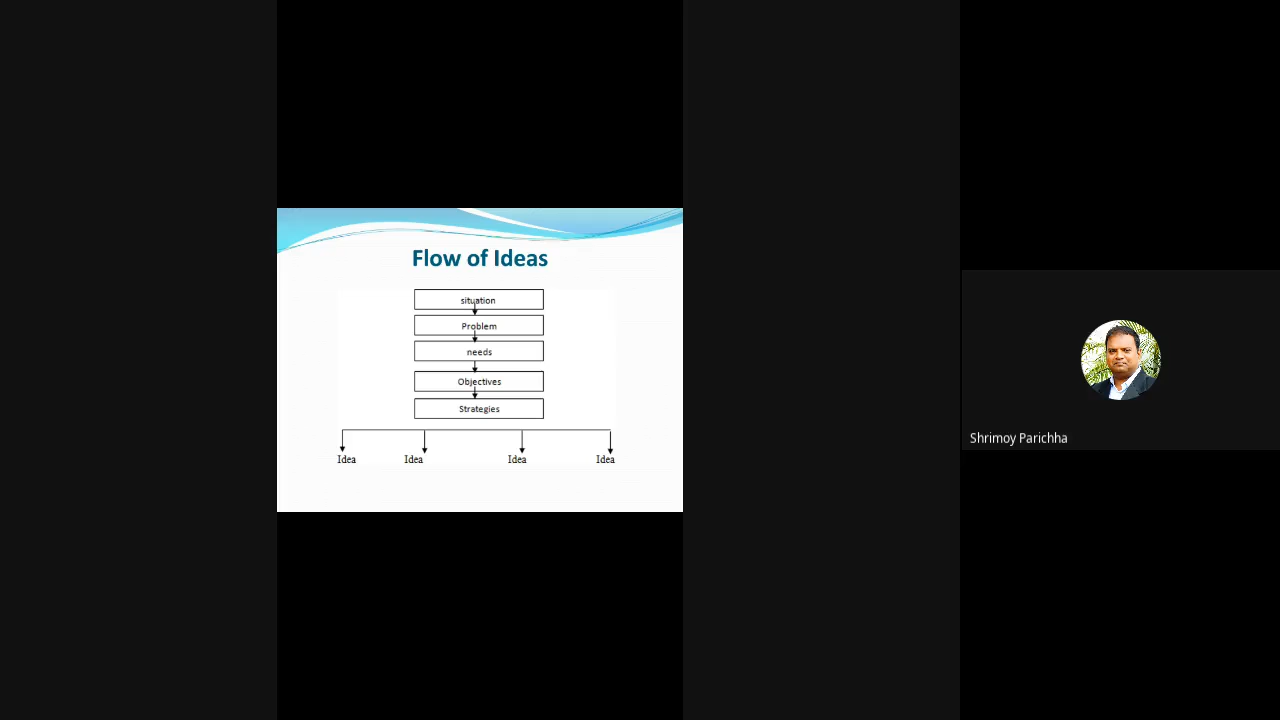 Flow of Ideas
situation
Problem
needs
Objectives
Strategies
Idea Idea Idea Idea
Shrimoy Parichha